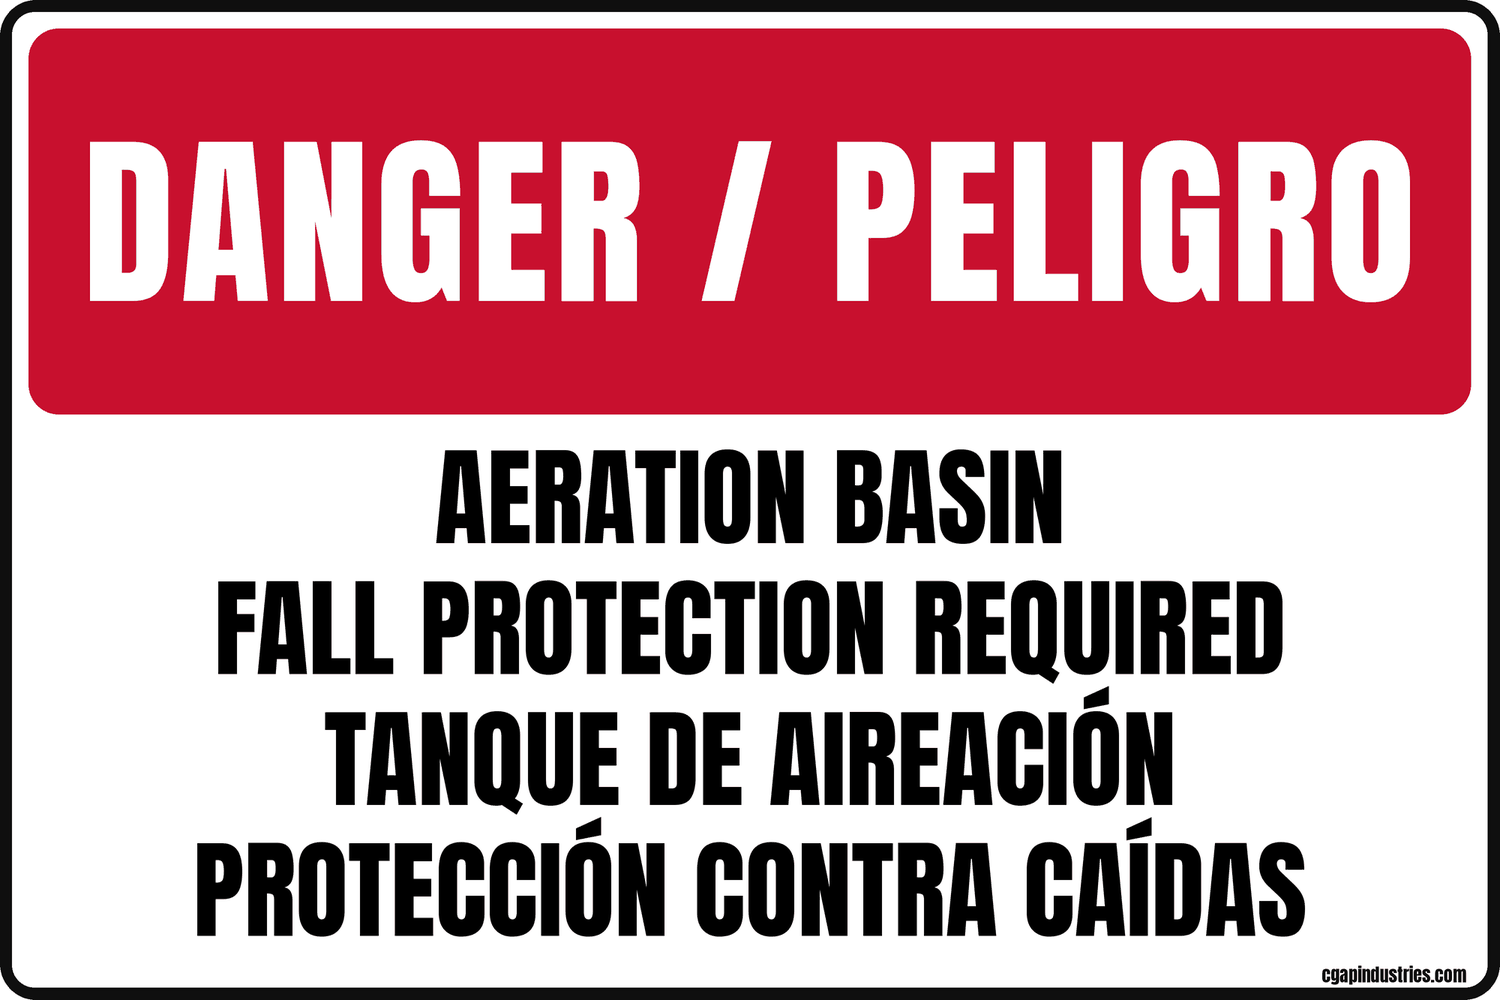 DANGER / PELIGRO
AERATION BASIN
FALL PROTECTION REQUIRED
TANQUE DE AIREACIÓN
PROTECCIÓN CONTRA CAÍDAS
cgapindustries.com